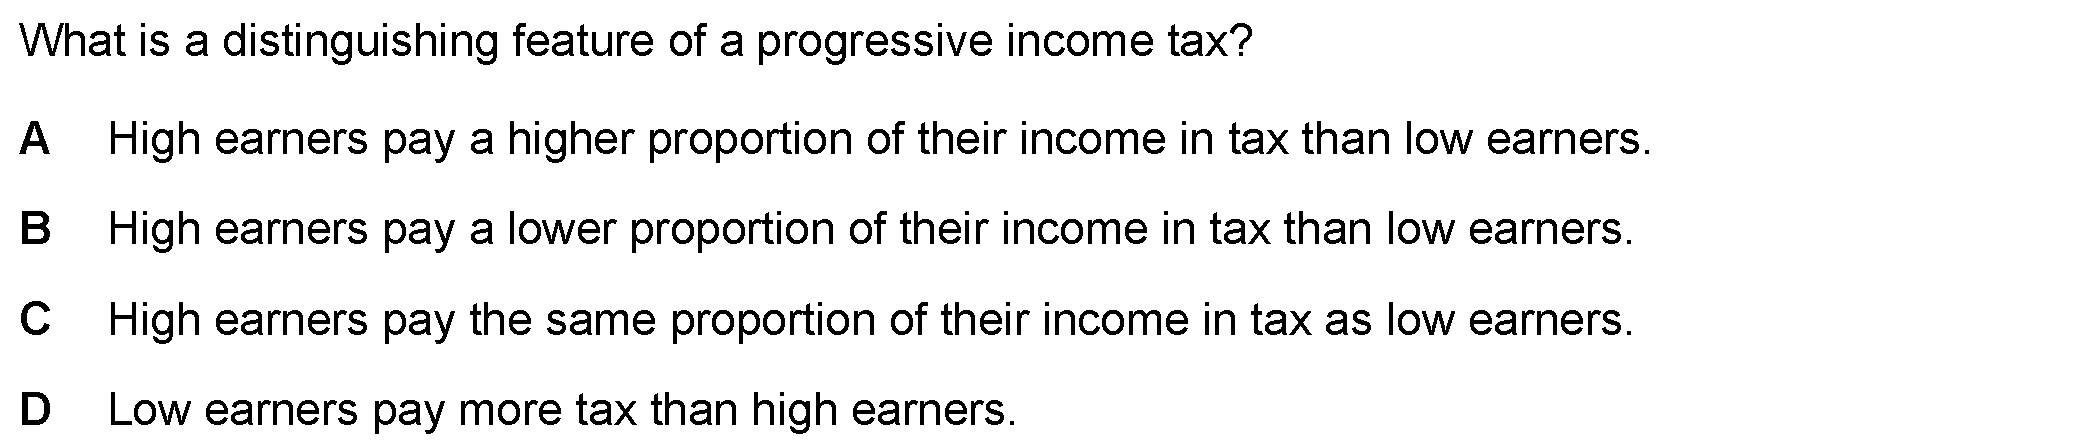 What is a distinguishing feature of a progressive income tax?
A High earners pay a higher proportion of their income in tax than low earners.
B High earners pay a lower proportion of their income in tax than low earners.
C High earners pay the same proportion of their income in tax as low earners.
D Low earners pay more tax than high earners.